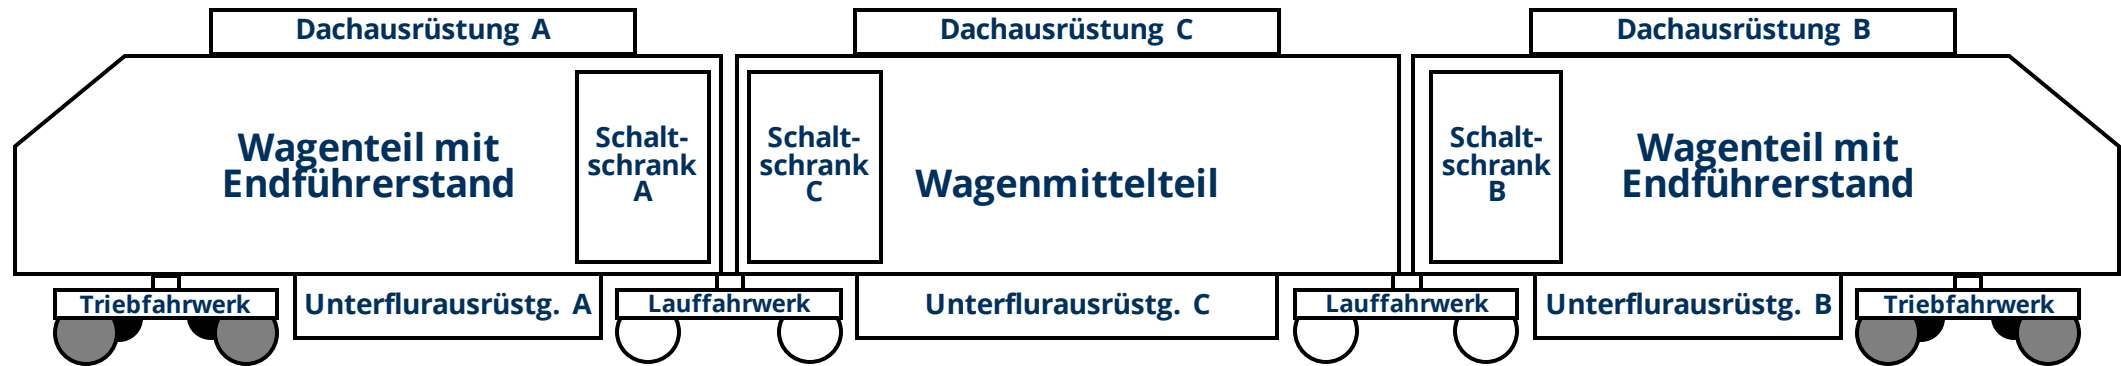 Dachausrüstung A
Dachausrüstung C
Dachausrüstung B
Wagenteil mit
Endführerstand
Schalt-
schrank
A
Schalt-
schrank
C
Wagenmittelteil
Schalt-
schrank
B
Wagenteil mit
Endführerstand
Triebfahrwerk
Unterflurausrüstg. A
Lauffahrwerk
Unterflurausrüstg. C
Lauffahrwerk
Unterflurausrüstg. B
Triebfahrwerk